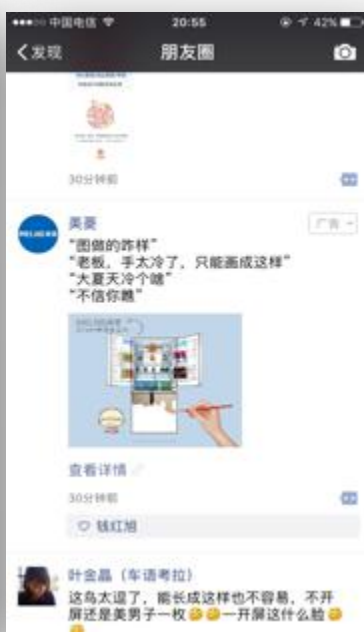 中国电信
20:55
42%
发现
朋友圈
30分钟前
美菱
广告
“图做的咋样”
“老板，手太冷了，只能画成这样”
“大夏天冷个啥”
“不信你瞧”
查看详情
30分钟前
钱红旭
叶金晶（车语考拉）
这鸟太逗了，能长成这样也不容易，不开
屏还是美男子一枚🤔🤔一开屏这什么脸🤔